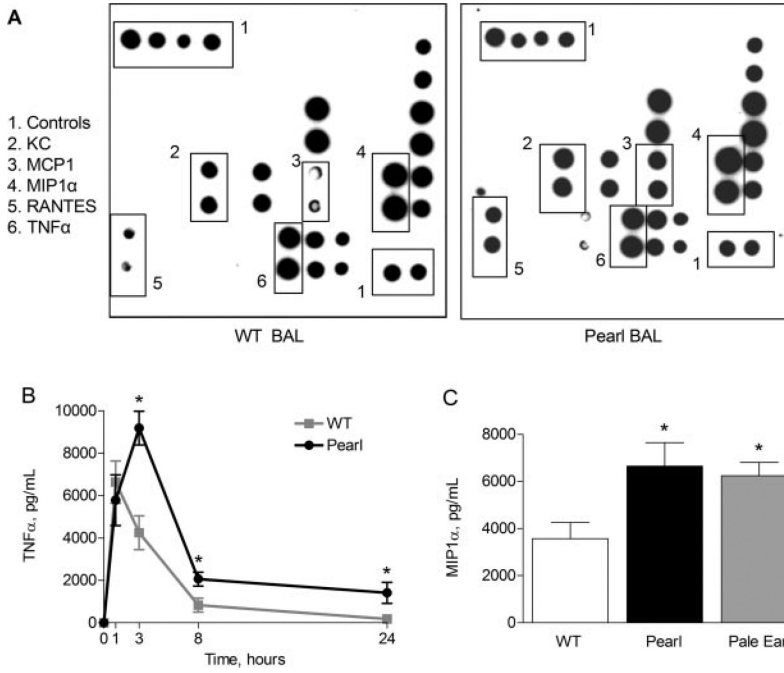 A
1. Controls
2. KC
3. MCP1
4. MIP1α
5. RANTES
6. TNFα
1
2
3
4
5
6
1
WT BAL
1
2
3
4
5
6
1
Pearl BAL
B
TNFα, pg/mL
10000
8000
6000
4000
2000
0
*
*
*
WT
Pearl
0 1 3 8 24
Time, hours
C
MIP1α, pg/mL
8000
6000
4000
2000
0
*
*
WT Pearl Pale Ear